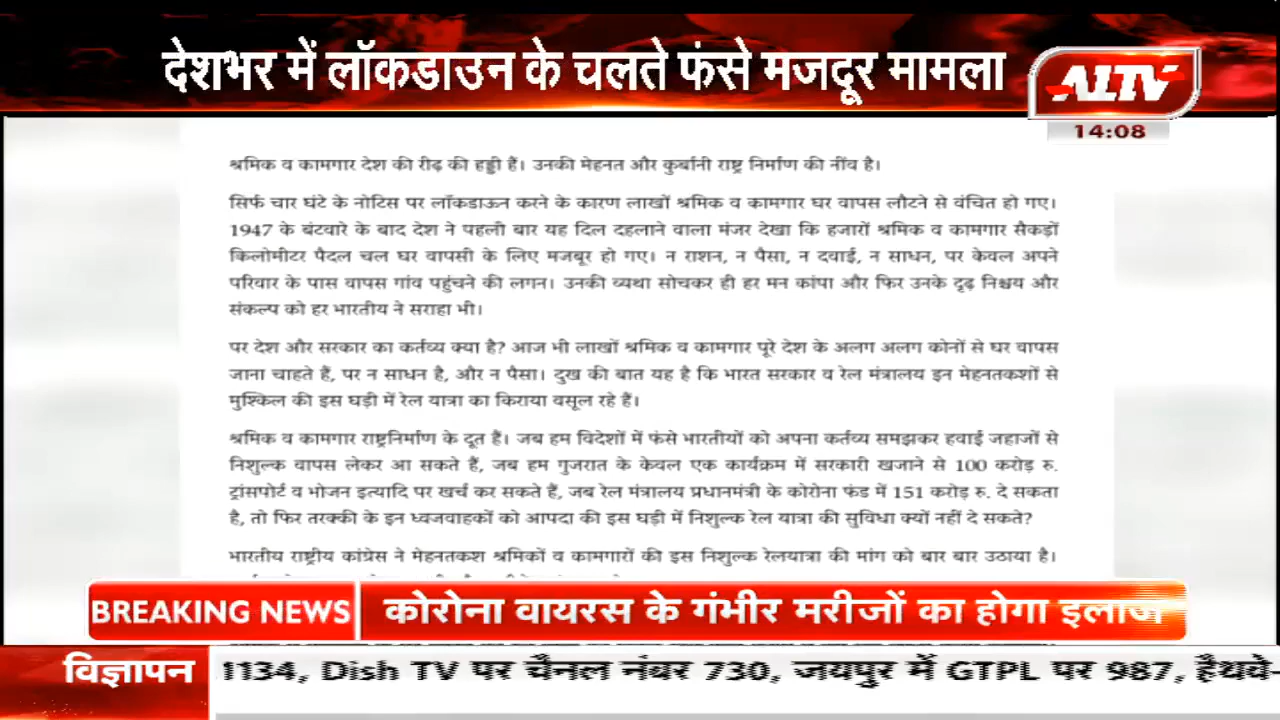 देशभर में लॉकडाउन के चलते फंसे मजदूर मामला
ALTV
14:08
श्रमिक व कामगार देश की रीढ़ की हड्डी हैं। उनकी मेहनत और कुर्बानी राष्ट्र निर्माण की नींव है।
सिर्फ चार घंटे के नोटिस पर लॉकडाऊन करने के कारण लाखों श्रमिक व कामगार घर वापस लौटने से वंचित हो गए।
1947 के बंटवारे के बाद देश ने पहली बार यह दिल दहलाने वाला मंजर देखा कि हजारों श्रमिक व कामगार सैकड़ों
किलोमीटर पैदल चल घर वापसी के लिए मजबूर हो गए। न राशन, न पैसा, न दवाई, न साधन, पर केवल अपने
परिवार के पास वापस गांव पहुंचने की लगन। उनकी व्यथा सोचकर ही हर मन कांपा और फिर उनके दृढ़ निश्चय और
संकल्प को हर भारतीय ने सराहा भी।
पर देश और सरकार का कर्तव्य क्या है? आज भी लाखों श्रमिक व कामगार पूरे देश के अलग अलग कोनों से घर वापस
जाना चाहते हैं, पर न साधन है, और न पैसा। दुख की बात यह है कि भारत सरकार व रेल मंत्रालय इन मेहनतकशों से
मुश्किल की इस घड़ी में रेल यात्रा का किराया वसूल रहे हैं।
श्रमिक व कामगार राष्ट्रनिर्माण के दूत हैं। जब हम विदेशों में फंसे भारतीयों को अपना कर्तव्य समझकर हवाई जहाजों से
निशुल्क वापस लेकर आ सकते हैं, जब हम गुजरात के केवल एक कार्यक्रम में सरकारी खजाने से 100 करोड़ रु.
ट्रांसपोर्ट व भोजन इत्यादि पर खर्च कर सकते हैं, जब रेल मंत्रालय प्रधानमंत्री के कोरोना फंड में 151 करोड़ रु. दे सकता
है, तो फिर तरक्की के इन ध्वजवाहकों को आपदा की इस घड़ी में निशुल्क रेल यात्रा की सुविधा क्यों नहीं दे सकते?
भारतीय राष्ट्रीय कांग्रेस ने मेहनतकश श्रमिकों व कामगारों की इस निशुल्क रेलयात्रा की मांग को बार बार उठाया है।
BREAKING NEWS कोरोना वायरस के गंभीर मरीजों का होगा इलाज
विज्ञापन 1134, Dish TV पर चैनल नंबर 730, जयपुर में GTPL पर 987, हैथवे-